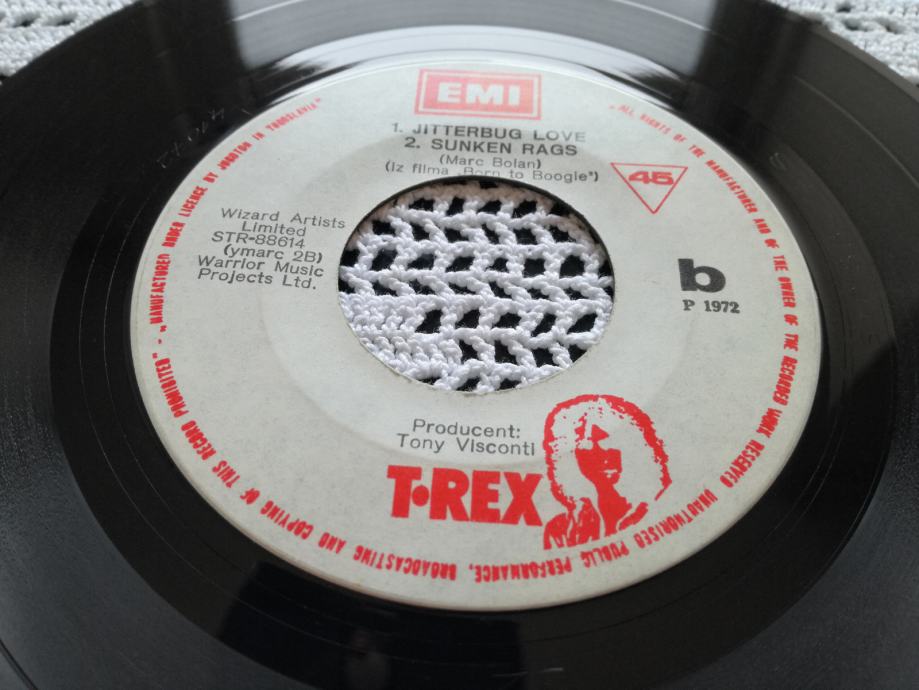 EMI
1. JITTERBUG LOVE
2. SUNKEN RAGS
(Marc Bolan)
(Iz filma „Born to Boogie")
45
Wizard Artists
Limited
STR-88614
(ymarc 2B)
Warrior Music
Projects Ltd.
b
P 1972
Producent:
Tony Visconti
T·REX
„ALL RIGHTS OF THE MANUFACTURER AND OF THE OWNER OF THE RECORDED WORK RESERVED UNAUTHORISED PUBLIC PERFORMANCE, BROADCASTING AND COPYING OF THIS RECORD PROHIBITED" - „MANUFACTURED UNDER LICENCE BY JUGOTON IN YUGOSLAVIA"